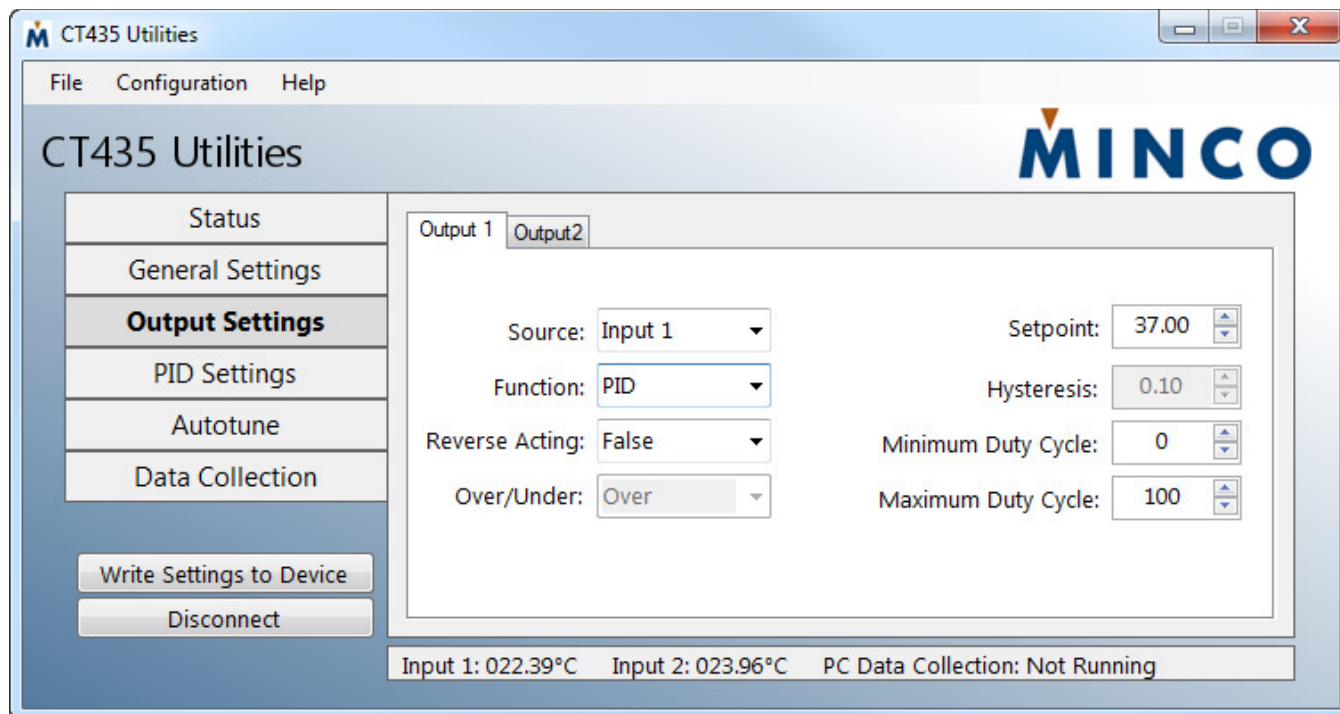 CT435 Utilities
File Configuration Help
CT435 Utilities
MINCO
Status
General Settings
Output Settings
PID Settings
Autotune
Data Collection
Write Settings to Device
Disconnect
Output 1 Output2
Source: Input 1
Function: PID
Reverse Acting: False
Over/Under: Over
Setpoint: 37.00
Hysteresis: 0.10
Minimum Duty Cycle: 0
Maximum Duty Cycle: 100
Input 1: 022.39°C Input 2: 023.96°C PC Data Collection: Not Running